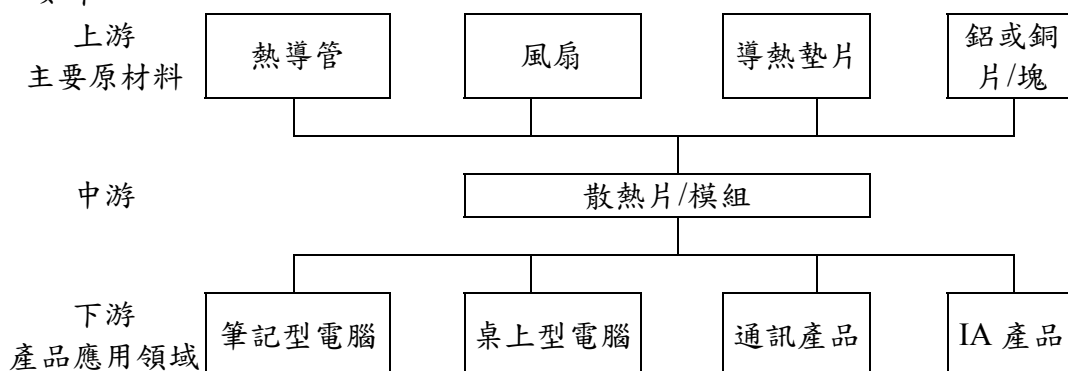 上游
主要原材料
熱導管
風扇
導熱墊片
鋁或銅
片/塊
中游
散熱片/模組
下游
產品應用領域
筆記型電腦
桌上型電腦
通訊產品
IA 產品